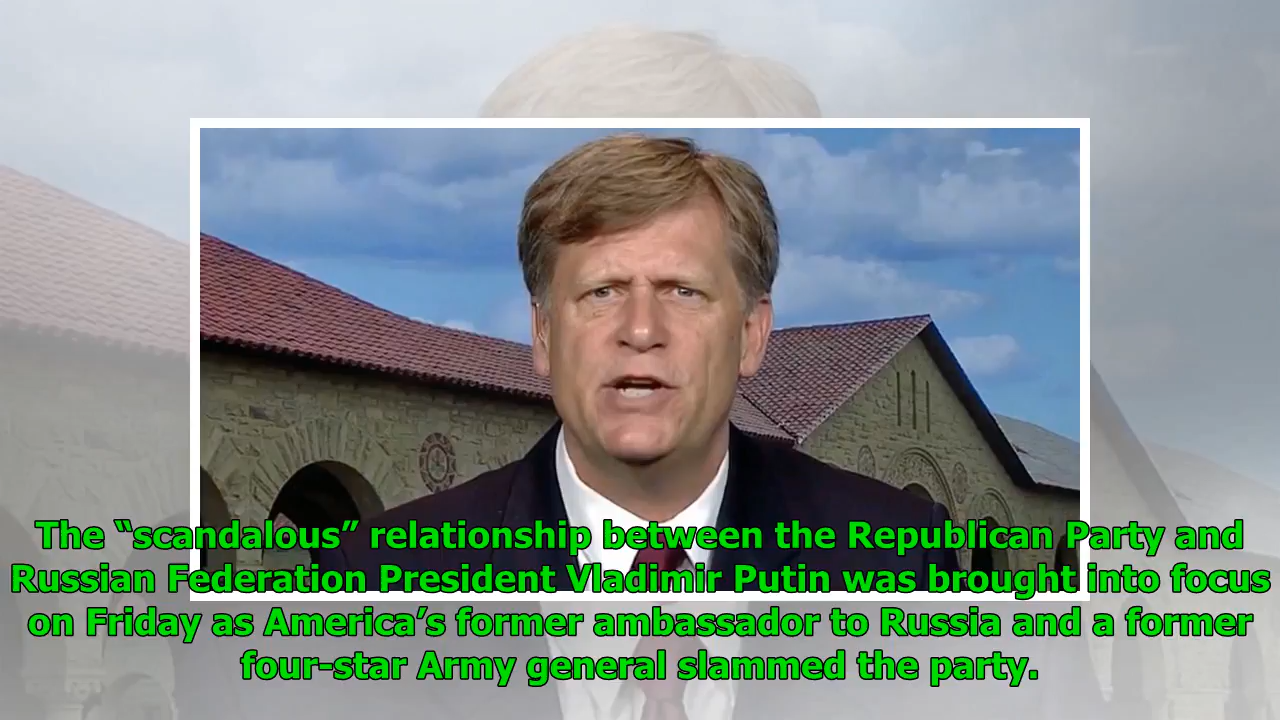 The “scandalous” relationship between the Republican Party and
Russian Federation President Vladimir Putin was brought into focus
on Friday as America’s former ambassador to Russia and a former
four-star Army general slammed the party.